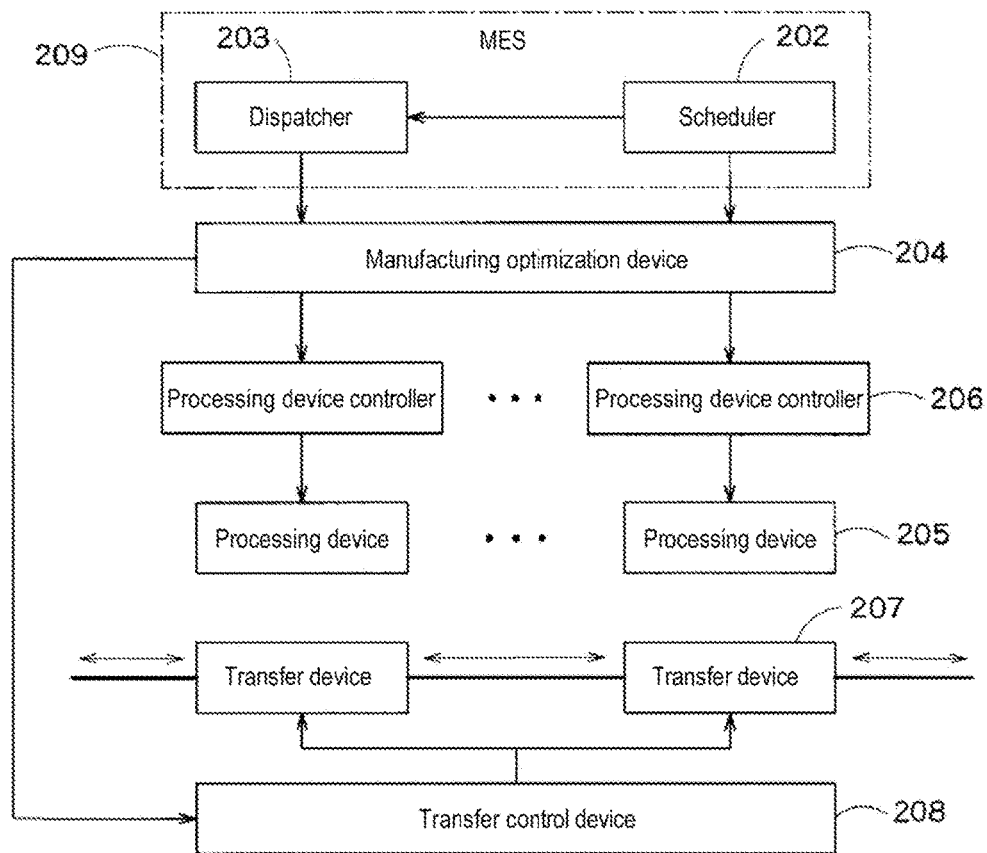 209
203
MES
202
Dispatcher
Scheduler
Manufacturing optimization device
204
Processing device controller
• • •
Processing device controller
206
Processing device
• • •
Processing device
205
207
Transfer device
Transfer device
Transfer control device
208